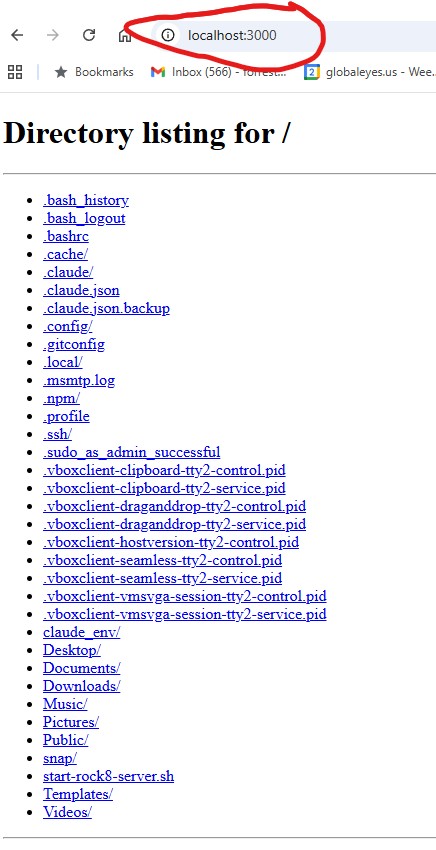 localhost:3000
Bookmarks Inbox (566) - forrest... globaleyes.us - Wee...
Directory listing for /
.bash_history
.bash_logout
.bashrc
.cache/
.claude/
.claude.json
.claude.json.backup
.config/
.gitconfig
.local/
.msmtp.log
.npm/
.profile
.ssh/
.sudo_as_admin_successful
.vboxclient-clipboard-tty2-control.pid
.vboxclient-clipboard-tty2-service.pid
.vboxclient-draganddrop-tty2-control.pid
.vboxclient-draganddrop-tty2-service.pid
.vboxclient-hostversion-tty2-control.pid
.vboxclient-seamless-tty2-control.pid
.vboxclient-seamless-tty2-service.pid
.vboxclient-vmsvga-session-tty2-control.pid
.vboxclient-vmsvga-session-tty2-service.pid
claude_env/
Desktop/
Documents/
Downloads/
Music/
Pictures/
Public/
snap/
start-rock8-server.sh
Templates/
Videos/